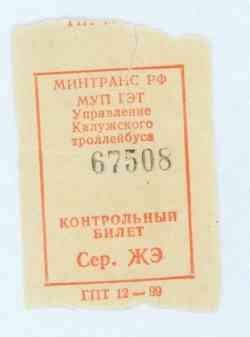 МИНТРАНС РФ
МУП ГЭТ
Управление
Калужского
троллейбуса
67508
КОНТРОЛЬНЫЙ
БИЛЕТ
Сер. ЖЭ
ГПТ 12—99